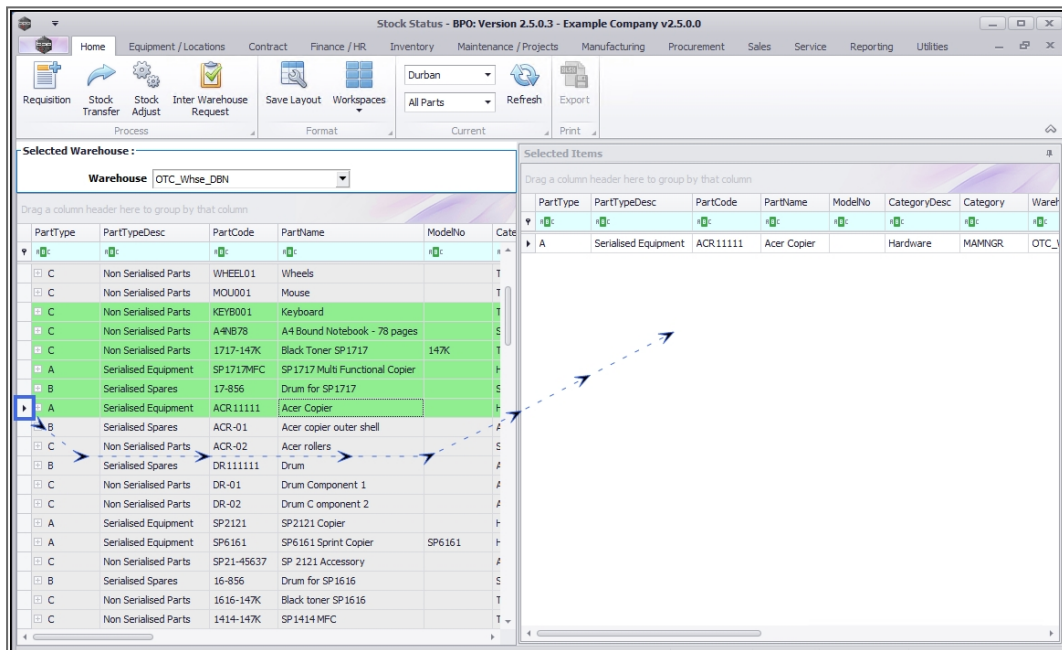 Stock Status - BPO: Version 2.5.0.3 - Example Company v2.5.0.0
Home Equipment / Locations Contract Finance / HR Inventory Maintenance / Projects Manufacturing Procurement Sales Service Reporting Utilities
Requisition Stock Transfer Stock Adjust Inter Warehouse Request Save Layout Workspaces Durban All Parts Refresh Export
Process Format Current Print
Selected Warehouse :
Warehouse OTC_Whse_DBN
Drag a column header here to group by that column
PartType PartTypeDesc PartCode PartName ModelNo Cate
C Non Serialised Parts WHEEL01 Wheels T
C Non Serialised Parts MOU001 Mouse T
C Non Serialised Parts KEYB001 Keyboard T
C Non Serialised Parts A4NB78 A4 Bound Notebook - 78 pages S
C Non Serialised Parts 1717-147K Black Toner SP1717 147K T
A Serialised Equipment SP1717MFC SP1717 Multi Functional Copier H
B Serialised Spares 17-856 Drum for SP1717 S
A Serialised Equipment ACR11111 Acer Copier H
B Serialised Spares ACR-01 Acer copier outer shell A
C Non Serialised Parts ACR-02 Acer rollers S
B Serialised Spares DR111111 Drum A
C Non Serialised Parts DR-01 Drum Component 1 A
C Non Serialised Parts DR-02 Drum C omponent 2 A
A Serialised Equipment SP2121 SP2121 Copier H
A Serialised Equipment SP6161 SP6161 Sprint Copier SP6161 H
C Non Serialised Parts SP21-45637 SP 2121 Accessory A
B Serialised Spares 16-856 Drum for SP1616 S
C Non Serialised Parts 1616-147K Black toner SP1616 T
C Non Serialised Parts 1414-147K SP1414 MFC T
Selected Items
Drag a column header here to group by that column
PartType PartTypeDesc PartCode PartName ModelNo CategoryDesc Category Wareh
A Serialised Equipment ACR11111 Acer Copier Hardware MAMNGR OTC_